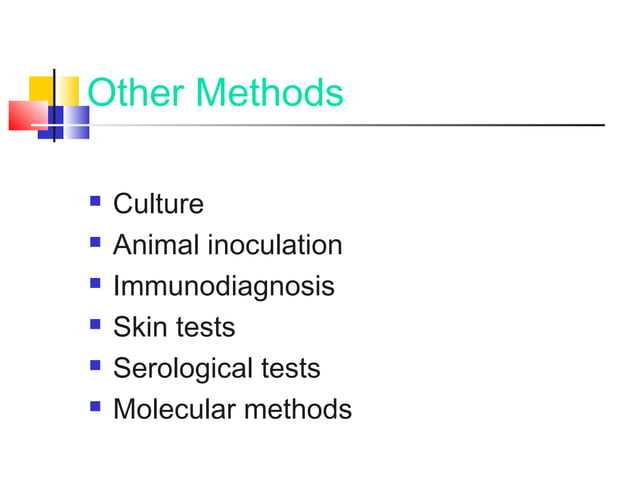 Other Methods
Culture
Animal inoculation
Immunodiagnosis
Skin tests
Serological tests
Molecular methods